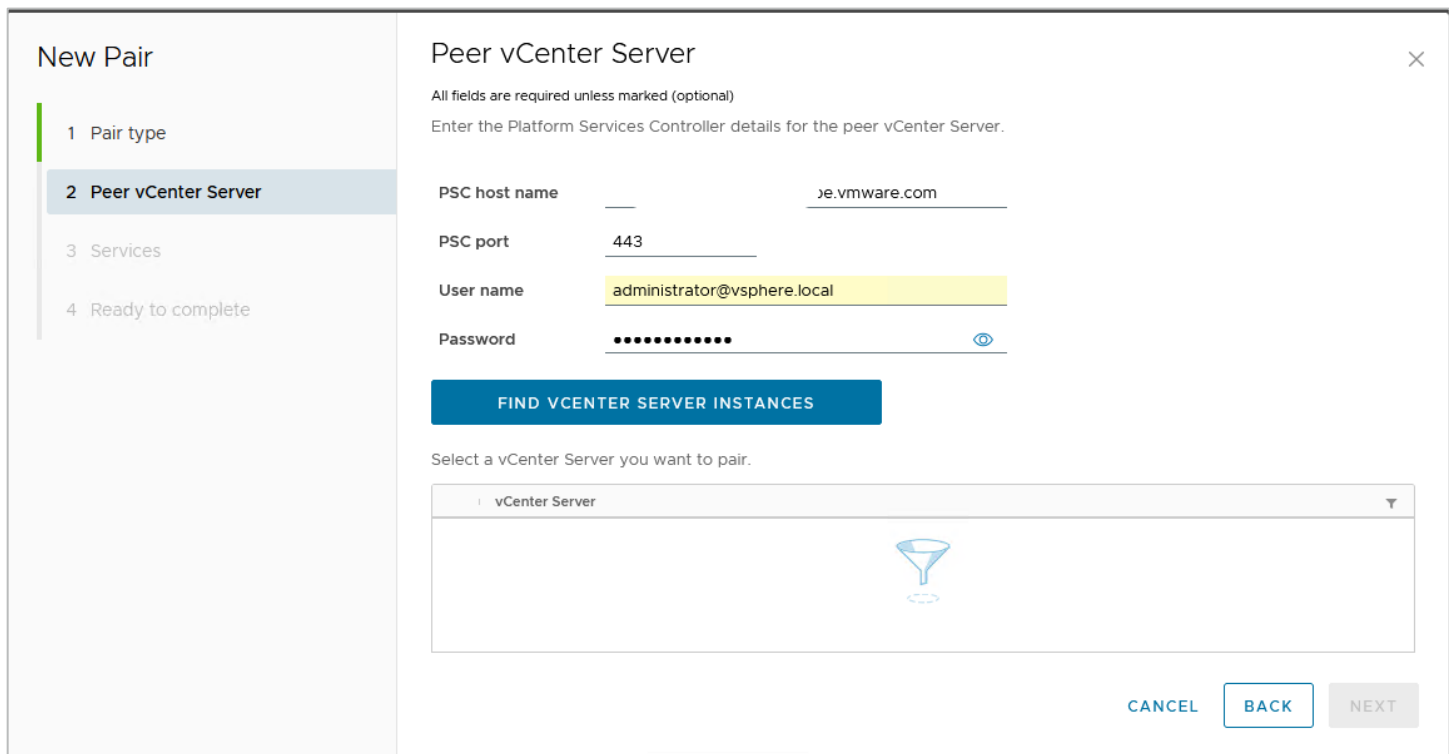 New Pair
1 Pair type
2 Peer vCenter Server
3 Services
4 Ready to complete
Peer vCenter Server
All fields are required unless marked (optional)
Enter the Platform Services Controller details for the peer vCenter Server.
PSC host name .vmware.com
PSC port 443
User name administrator@vsphere.local
Password ••••••••••••
FIND VCENTER SERVER INSTANCES
Select a vCenter Server you want to pair.
vCenter Server
CANCEL BACK NEXT